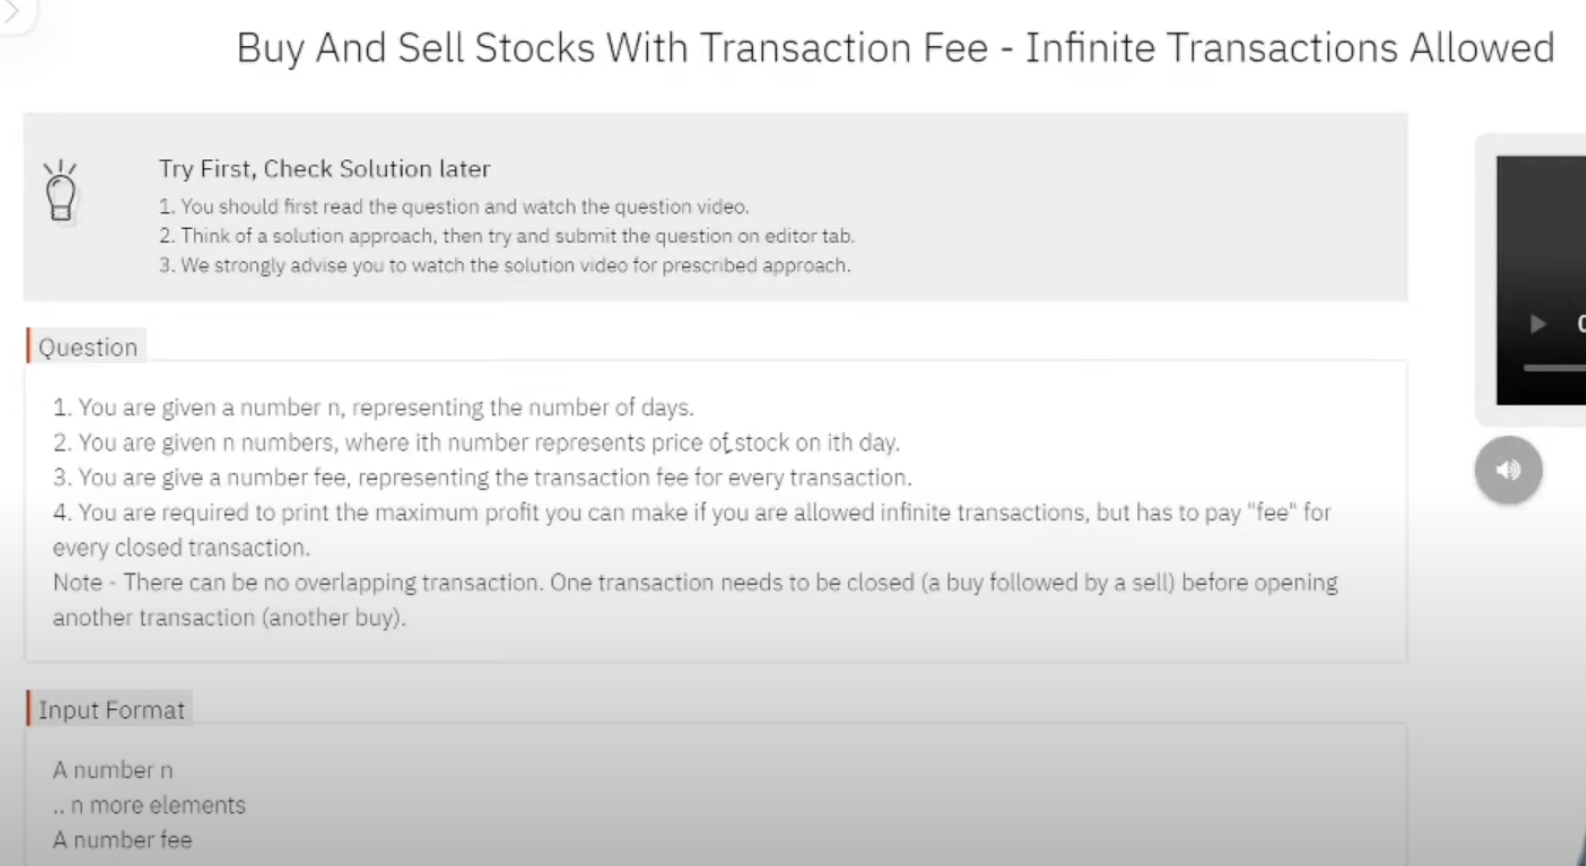 Buy And Sell Stocks With Transaction Fee - Infinite Transactions Allowed
Try First, Check Solution later
1. You should first read the question and watch the question video.
2. Think of a solution approach, then try and submit the question on editor tab.
3. We strongly advise you to watch the solution video for prescribed approach.
Question
1. You are given a number n, representing the number of days.
2. You are given n numbers, where ith number represents price of stock on ith day.
3. You are give a number fee, representing the transaction fee for every transaction.
4. You are required to print the maximum profit you can make if you are allowed infinite transactions, but has to pay "fee" for
every closed transaction.
Note - There can be no overlapping transaction. One transaction needs to be closed (a buy followed by a sell) before opening
another transaction (another buy).
Input Format
A number n
.. n more elements
A number fee